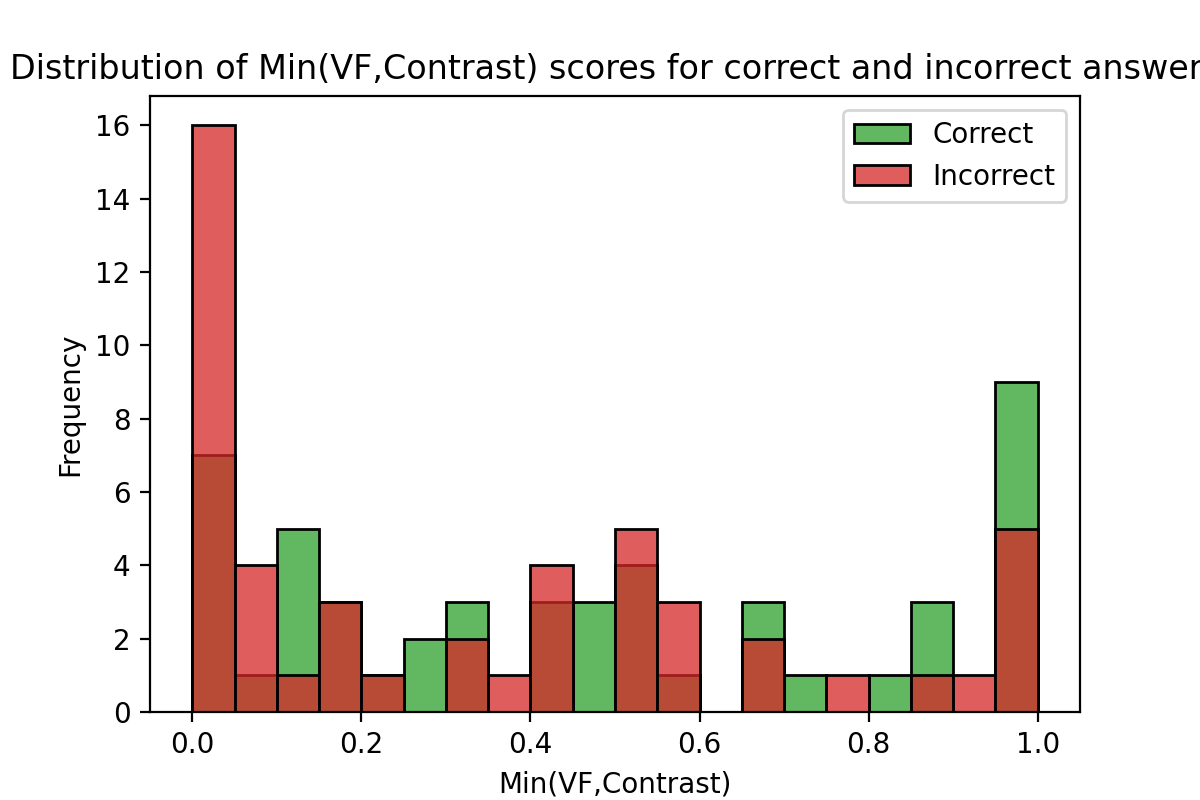 Distribution of Min(VF,Contrast) scores for correct and incorrect answer
Correct
Incorrect
16
14
12
10
8
6
4
2
0
Frequency
0.0 0.2 0.4 0.6 0.8 1.0
Min(VF,Contrast)